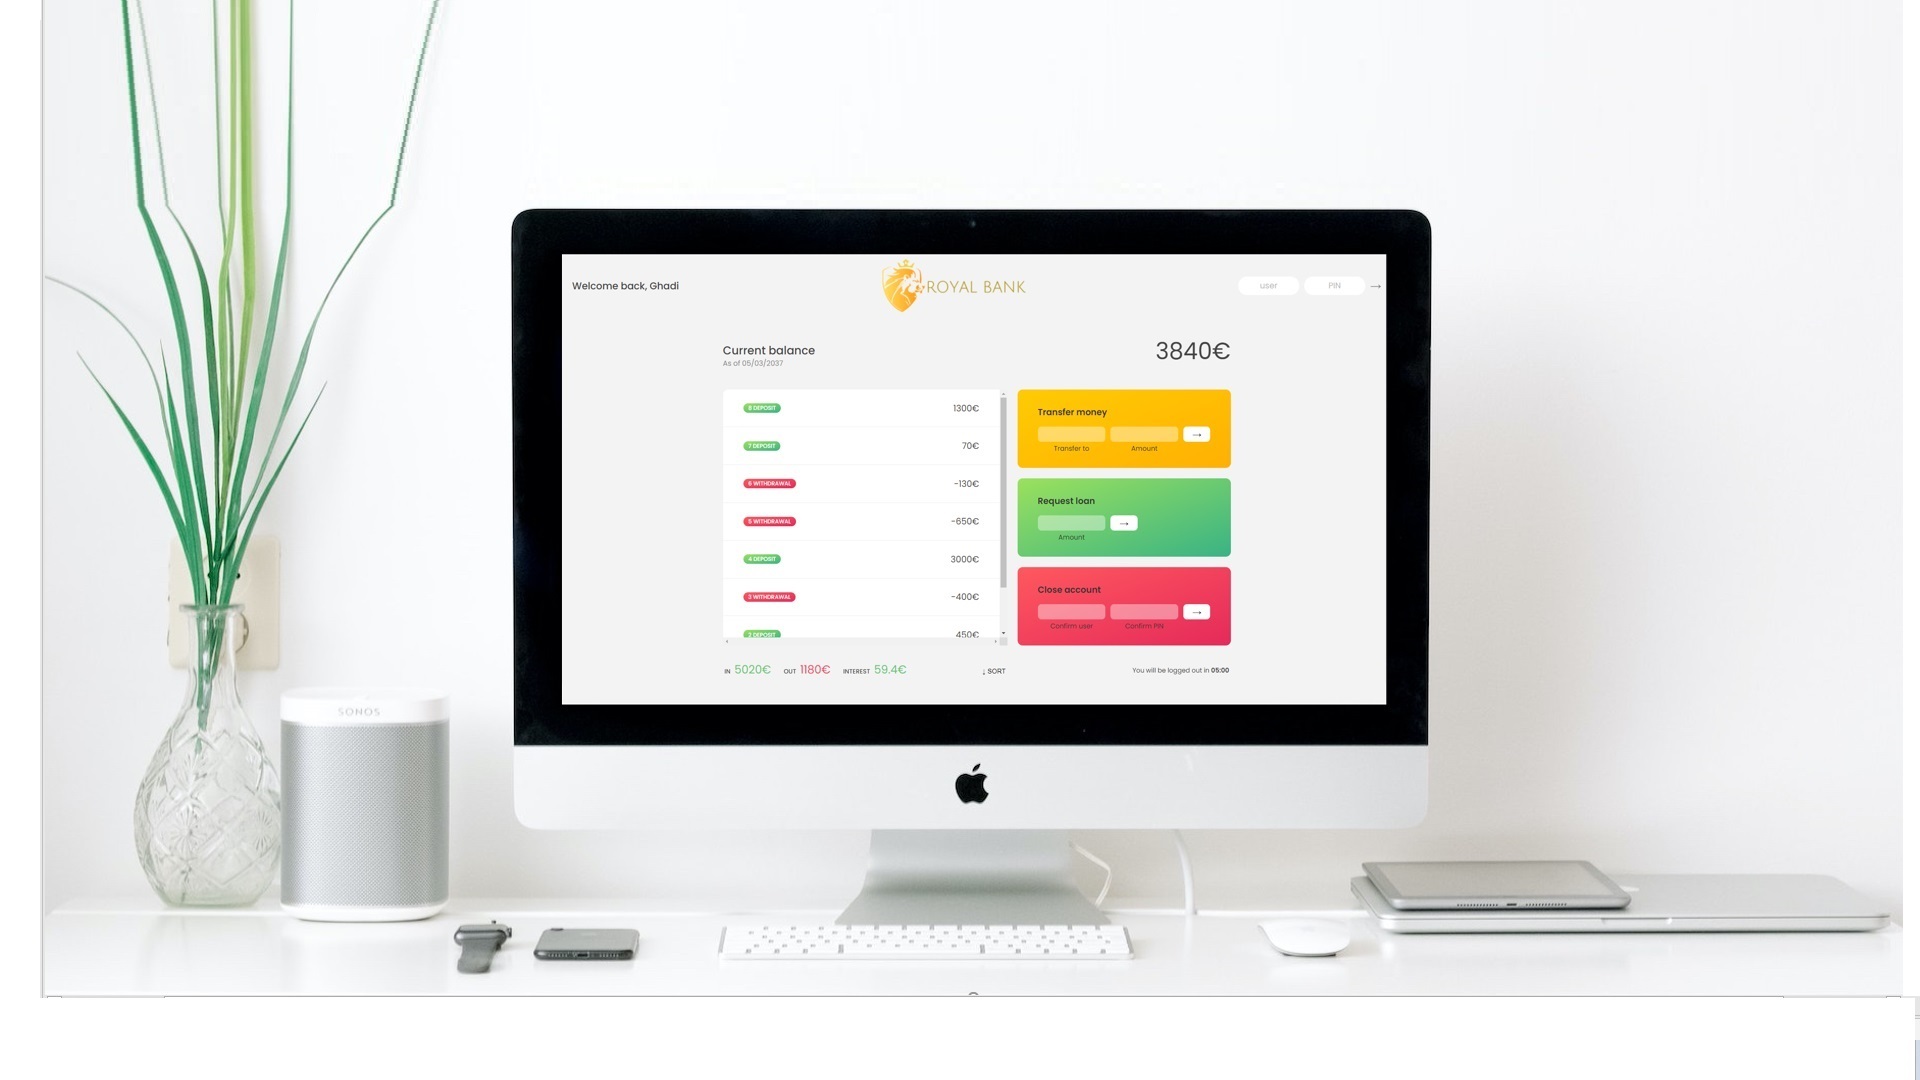 Welcome back, Ghadi
ROYAL BANK
user
PIN
→
Current balance
As of 05/03/2037
3840€
8 DEPOSIT
1300€
7 DEPOSIT
70€
6 WITHDRAWAL
-130€
5 WITHDRAWAL
-650€
4 DEPOSIT
3000€
3 WITHDRAWAL
-400€
2 DEPOSIT
450€
Transfer money
→
Transfer to
Amount
Request loan
→
Amount
Close account
→
Confirm user
Confirm PIN
IN 5020€
OUT 1180€
INTEREST 59.4€
↓ SORT
You will be logged out in 05:00
SONOS